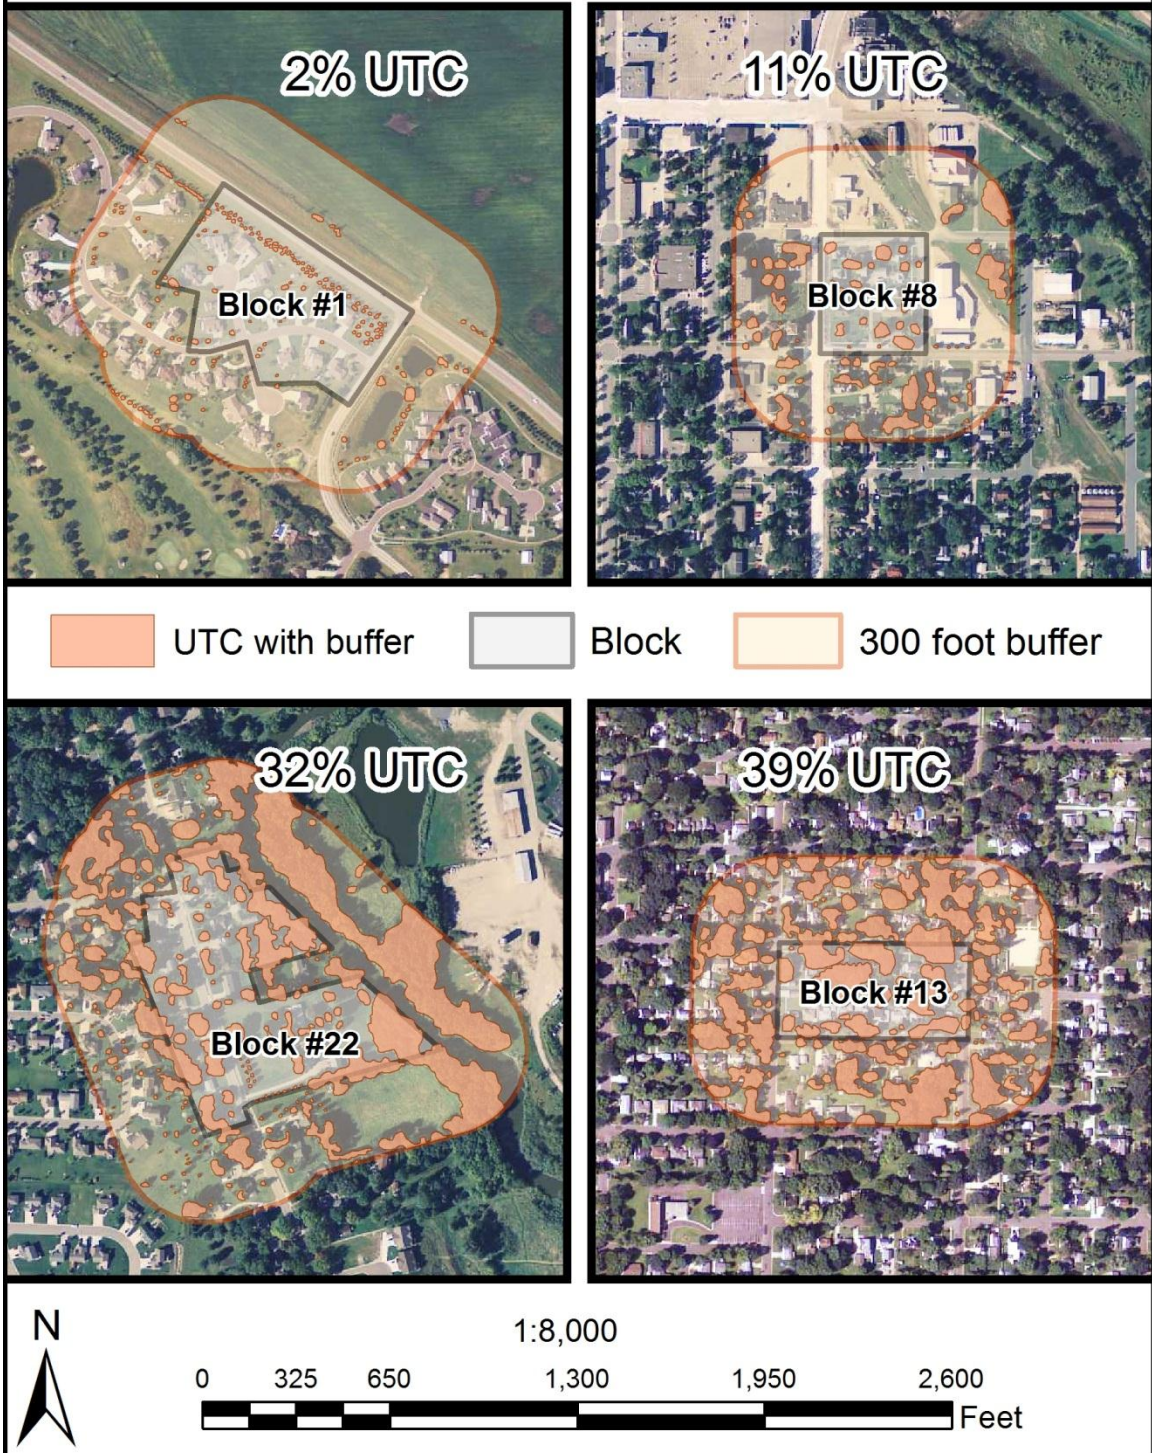 2% UTC
11% UTC
Block #1
Block #8
UTC with buffer
Block
300 foot buffer
32% UTC
39% UTC
Block #22
Block #13
N
1:8,000
0 325 650 1,300 1,950 2,600
Feet